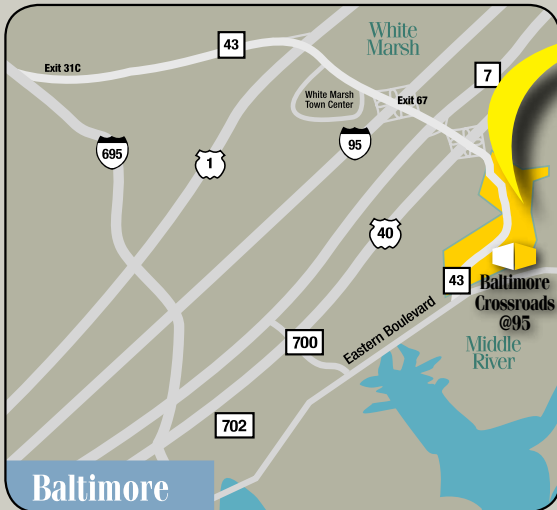 White
Marsh
43
Exit 31C
7
White Marsh
Town Center
Exit 67
695
1
95
40
43
Baltimore
Crossroads
@95
Eastern Boulevard
700
Middle
River
702
Baltimore